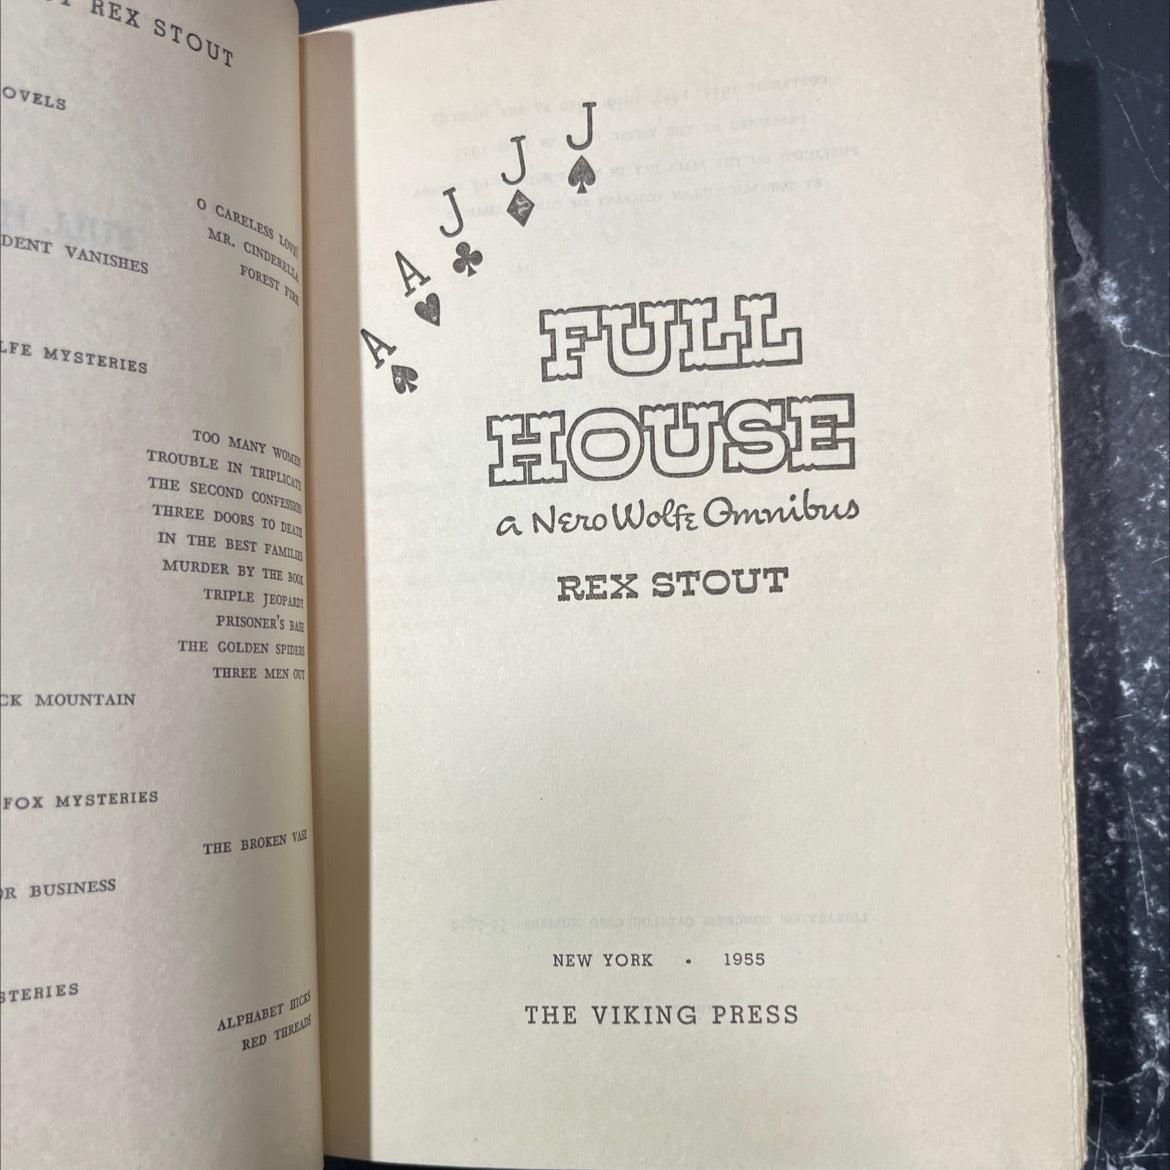 REX STOUT
OVELS
O CARELESS LOVE
MR. CINDERELLA
FOREST FIRE
DENT VANISHES
LFE MYSTERIES
TOO MANY WOMEN
TROUBLE IN TRIPLICATE
THE SECOND CONFESSION
THREE DOORS TO DEATH
IN THE BEST FAMILIES
MURDER BY THE BOOK
TRIPLE JEOPARDY
PRISONER'S BASE
THE GOLDEN SPIDERS
THREE MEN OUT
CK MOUNTAIN
FOX MYSTERIES
THE BROKEN VASE
OR BUSINESS
STERIES
ALPHABET HICKS
RED THREADS
A A J J J
FULL
HOUSE
a Nero Wolfe Omnibus
REX STOUT
NEW YORK • 1955
THE VIKING PRESS